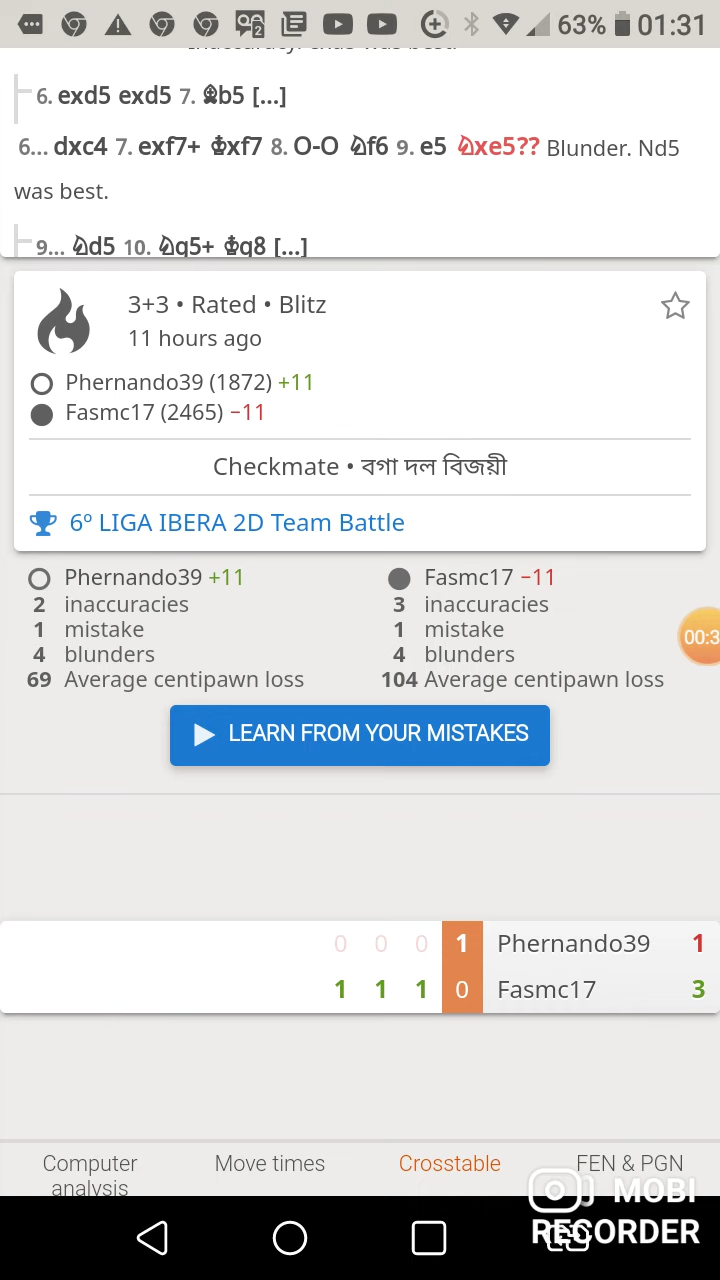 63% 01:31
6. exd5 exd5 7. ♝b5 [...]
6... dxc4 7. exf7+ ♚xf7 8. O-O ♞f6 9. e5 ♞xe5?? Blunder. Nd5
was best.
9... ♞d5 10. ♞g5+ ♚g8 [...]
3+3 • Rated • Blitz
11 hours ago
Phernando39 (1872) +11
Fasmc17 (2465) −11
Checkmate • বগা দল বিজয়ী
6º LIGA IBERA 2D Team Battle
Phernando39 +11
2 inaccuracies
1 mistake
4 blunders
69 Average centipawn loss
Fasmc17 −11
3 inaccuracies
1 mistake
4 blunders
104 Average centipawn loss
00:3
LEARN FROM YOUR MISTAKES
0 0 0 1 Phernando39 1
1 1 1 0 Fasmc17 3
Computer analysis
Move times
Crosstable
FEN & PGN
MOBI
RECORDER